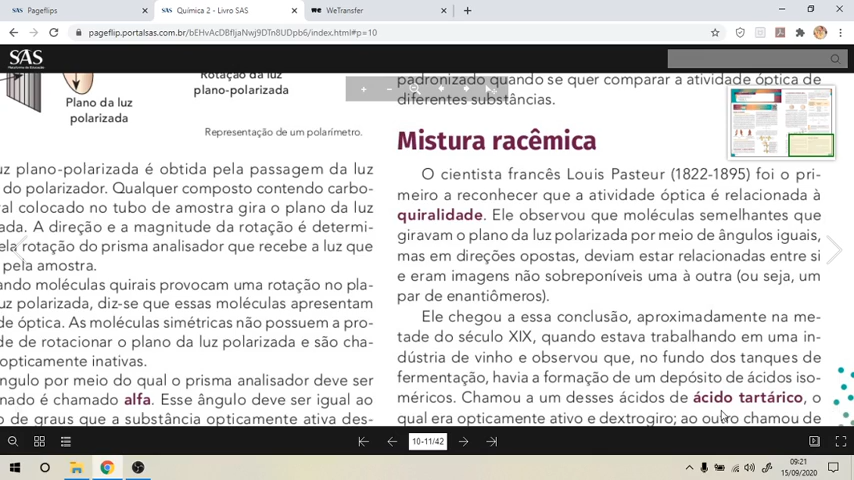 Pageflips
Química 2 - Livro SAS
WeTransfer
pageflip.portalsas.com.br/bEHvAcDBfljaNwj9DTn8UDpb6/index.html#p=10
SAS
Plano da luz
polarizada
Rotação da luz
plano-polarizada
Representação de um polarímetro.
uz plano-polarizada é obtida pela passagem da luz
do polarizador. Qualquer composto contendo carbo-
ral colocado no tubo de amostra gira o plano da luz
ada. A direção e a magnitude da rotação é determi-
ela rotação do prisma analisador que recebe a luz que
pela amostra.
ando moléculas quirais provocam uma rotação no pla-
uz polarizada, diz-se que essas moléculas apresentam
de óptica. As moléculas simétricas não possuem a pro-
de de rotacionar o plano da luz polarizada e são cha-
opticamente inativas.
ngulo por meio do qual o prisma analisador deve ser
nado é chamado alfa. Esse ângulo deve ser igual ao
o de graus que a substância opticamente ativa des-
padronizado quando se quer comparar a atividade óptica de
diferentes substâncias.
Mistura racêmica
O cientista francês Louis Pasteur (1822-1895) foi o pri-
meiro a reconhecer que a atividade óptica é relacionada à
quiralidade. Ele observou que moléculas semelhantes que
giravam o plano da luz polarizada por meio de ângulos iguais,
mas em direções opostas, deviam estar relacionadas entre si
e eram imagens não sobreponíveis uma à outra (ou seja, um
par de enantiômeros).
Ele chegou a essa conclusão, aproximadamente na me-
tade do século XIX, quando estava trabalhando em uma in-
dústria de vinho e observou que, no fundo dos tanques de
fermentação, havia a formação de um depósito de ácidos iso-
méricos. Chamou a um desses ácidos de ácido tartárico, o
qual era opticamente ativo e dextrogiro; ao outro chamou de
10-11/42
09:21
15/09/2020